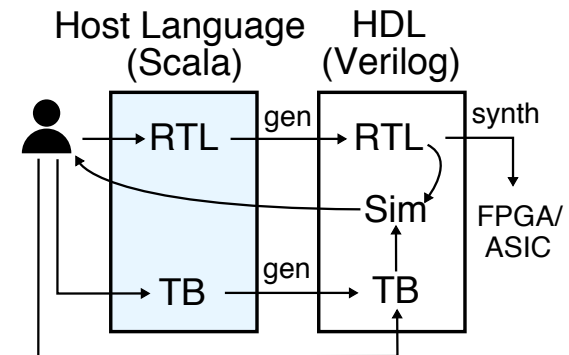 Host Language
(Scala)
HDL
(Verilog)
RTL
gen
RTL
synth
Sim
FPGA/
ASIC
TB
gen
TB